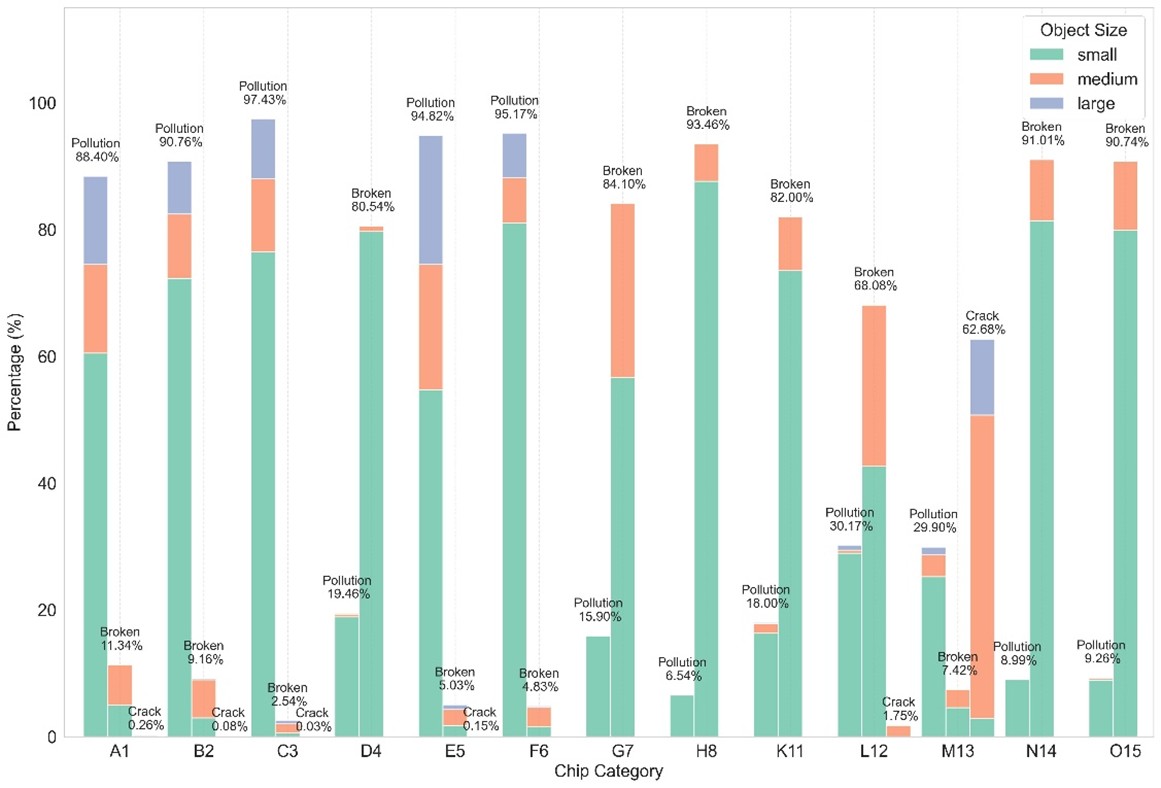 Object Size
small
medium
large
Percentage (%)
100
80
60
40
20
0
Pollution
88.40%
Broken
11.34%
Crack
0.26%
Pollution
90.76%
Broken
9.16%
Crack
0.08%
Pollution
97.43%
Broken
2.54%
Crack
0.03%
Pollution
19.46%
Broken
80.54%
Pollution
94.82%
Broken
5.03%
Crack
0.15%
Pollution
95.17%
Broken
4.83%
Pollution
15.90%
Broken
84.10%
Pollution
6.54%
Broken
93.46%
Pollution
18.00%
Broken
82.00%
Pollution
30.17%
Broken
68.08%
Crack
1.75%
Pollution
29.90%
Broken
7.42%
Crack
62.68%
Pollution
8.99%
Broken
91.01%
Pollution
9.26%
Broken
90.74%
A1 B2 C3 D4 E5 F6 G7 H8 K11 L12 M13 N14 O15
Chip Category